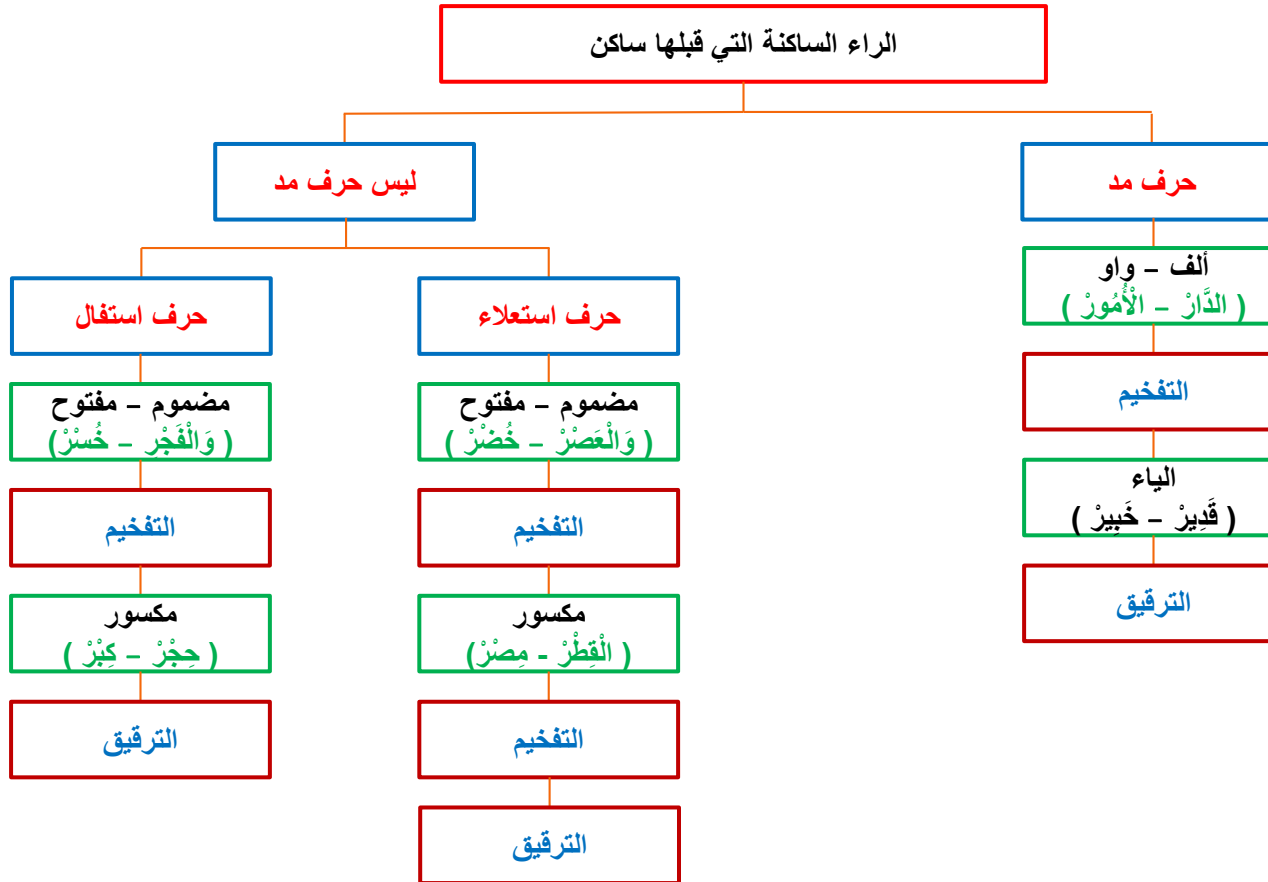 الراء الساكنة التي قبلها ساكن
حرف مد
ألف – واو
( الدَّارْ – الْأُمُورْ )
التفخيم
الياء
( قَدِيرْ – خَبِيرْ )
الترقيق
ليس حرف مد
حرف استعلاء
مضموم – مفتوح
( وَالْعَصْرْ – خُضْرْ )
التفخيم
مكسور
( الْقِطْرْ - مِصْرْ)
التفخيم
الترقيق
حرف استفال
مضموم – مفتوح
( وَالْفَجْرِ – خُسْرْ)
التفخيم
مكسور
( حِجْرْ – كِبْرْ )
الترقيق